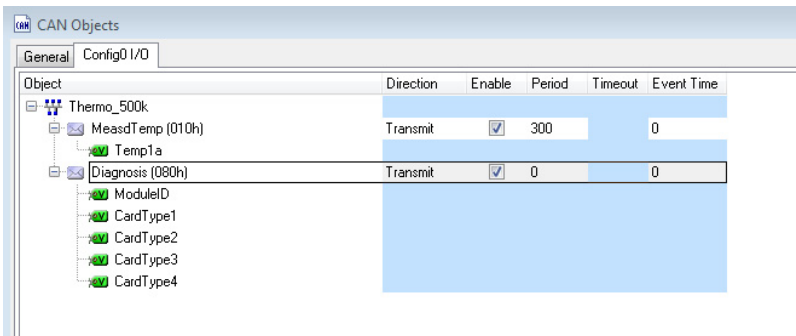 CAN CAN Objects
General Config0 I/O
Object Direction Enable Period Timeout Event Time
Thermo_500k
MeasdTemp (010h) Transmit 300 0
Temp1a
Diagnosis (080h) Transmit 0 0
ModuleID
CardType1
CardType2
CardType3
CardType4